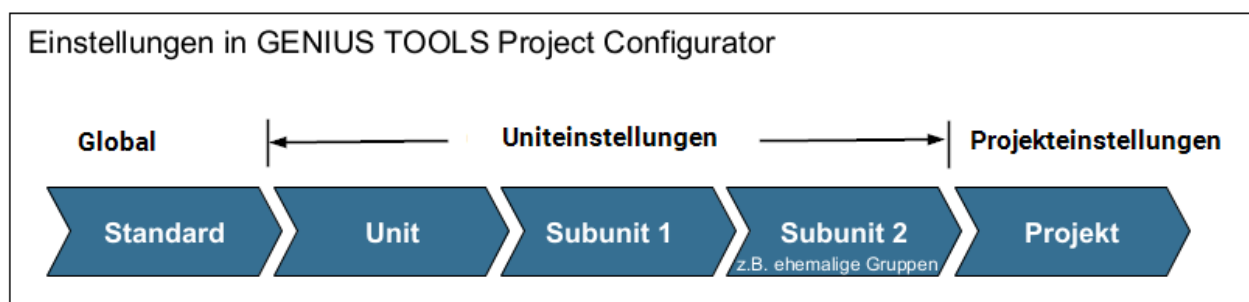 Einstellungen in GENIUS TOOLS Project Configurator
Global Uniteinstellungen Projekteinstellungen
Standard Unit Subunit 1 Subunit 2 Projekt
z.B. ehemalige Gruppen